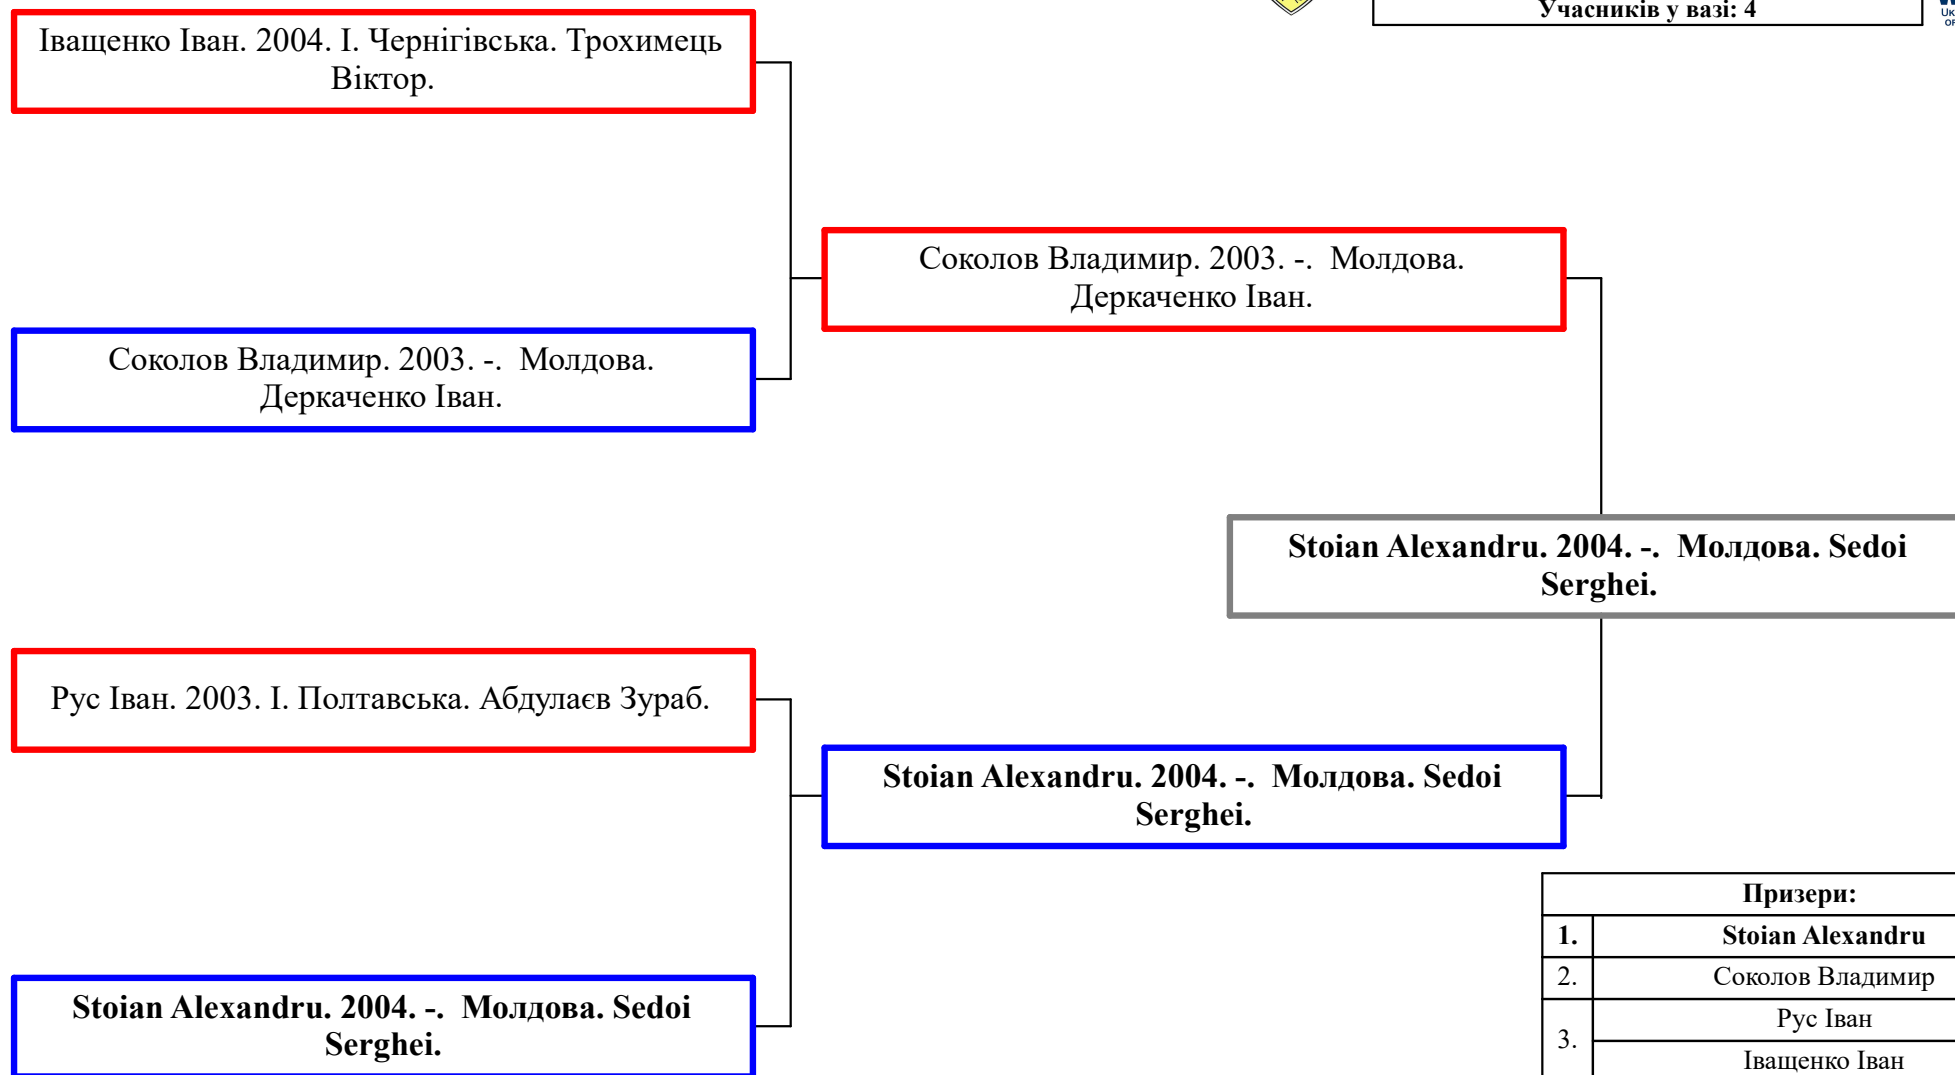 Учасників у вазі: 4
Іващенко Іван. 2004. І. Чернігівська. Трохимець
Віктор.
Соколов Владимир. 2003. -.  Молдова.
Деркаченко Іван.
Соколов Владимир. 2003. -.  Молдова.
Деркаченко Іван.
Stoian Alexandru. 2004. -.  Молдова. Sedoi
Serghei.
Рус Іван. 2003. І. Полтавська. Абдулаєв Зураб.
Stoian Alexandru. 2004. -.  Молдова. Sedoi
Serghei.
Stoian Alexandru. 2004. -.  Молдова. Sedoi
Serghei.
Призери:
1. Stoian Alexandru
2. Соколов Владимир
3. Рус Іван
Іващенко Іван